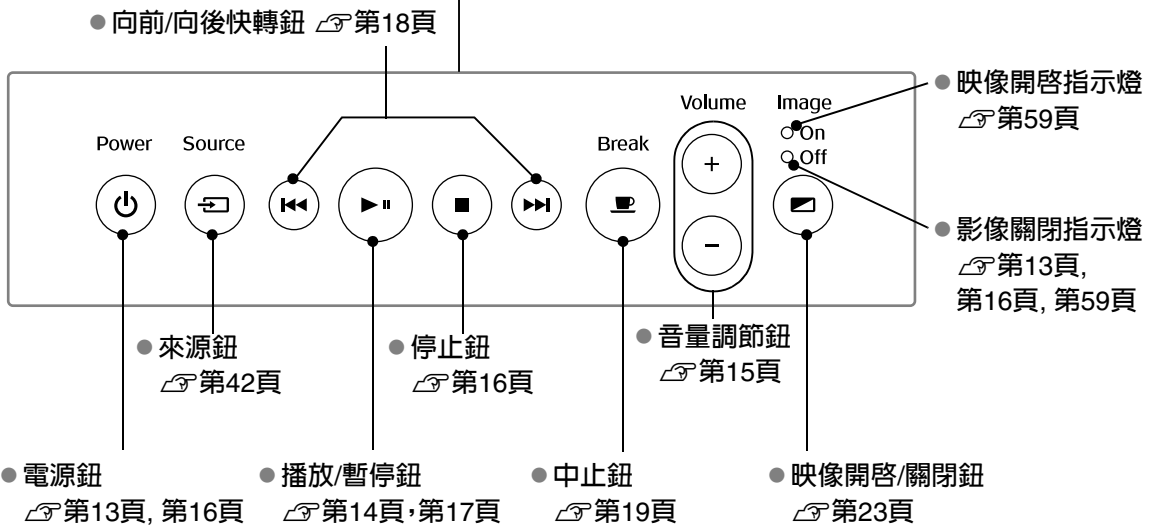 向前/向後快轉鈕 第18頁
Volume Image
映像開啓指示燈
第59頁
On
Power Source Break
Off
影像關閉指示燈
第13頁,
第16頁, 第59頁
來源鈕
第42頁
停止鈕
第16頁
音量調節鈕
第15頁
電源鈕
第13頁, 第16頁
播放/暫停鈕
第14頁,第17頁
中止鈕
第19頁
映像開啓/關閉鈕
第23頁